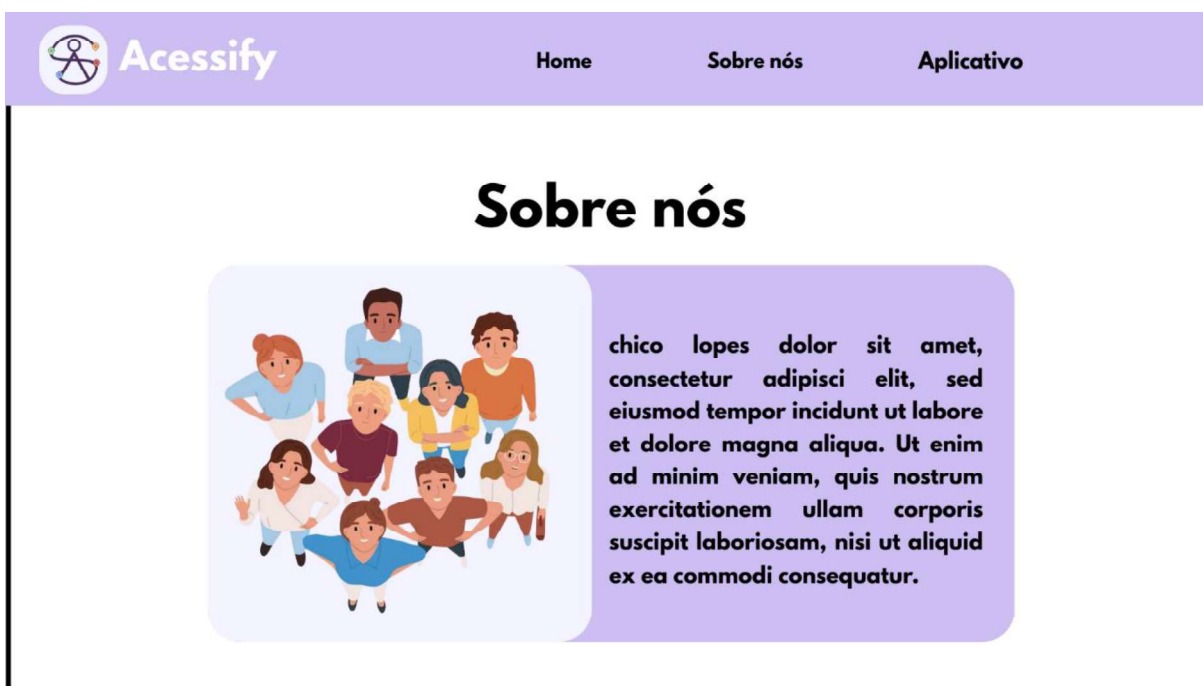 Acessify
Home
Sobre nós
Aplicativo
Sobre nós
chico lopes dolor sit amet,
consectetur adipisci elit, sed
eiusmod tempor incidunt ut labore
et dolore magna aliqua. Ut enim
ad minim veniam, quis nostrum
exercitationem ullam corporis
suscipit laboriosam, nisi ut aliquid
ex ea commodi consequatur.